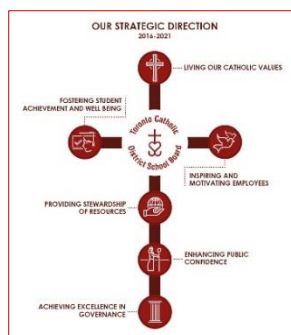 OUR STRATEGIC DIRECTION
2016-2021
LIVING OUR CATHOLIC VALUES
FOSTERING STUDENT
ACHIEVEMENT AND WELL BEING
Toronto Catholic
District School Board
INSPIRING AND
MOTIVATING EMPLOYEES
PROVIDING STEWARDSHIP
OF RESOURCES
ENHANCING PUBLIC
CONFIDENCE
ACHIEVING EXCELLENCE IN
GOVERNANCE